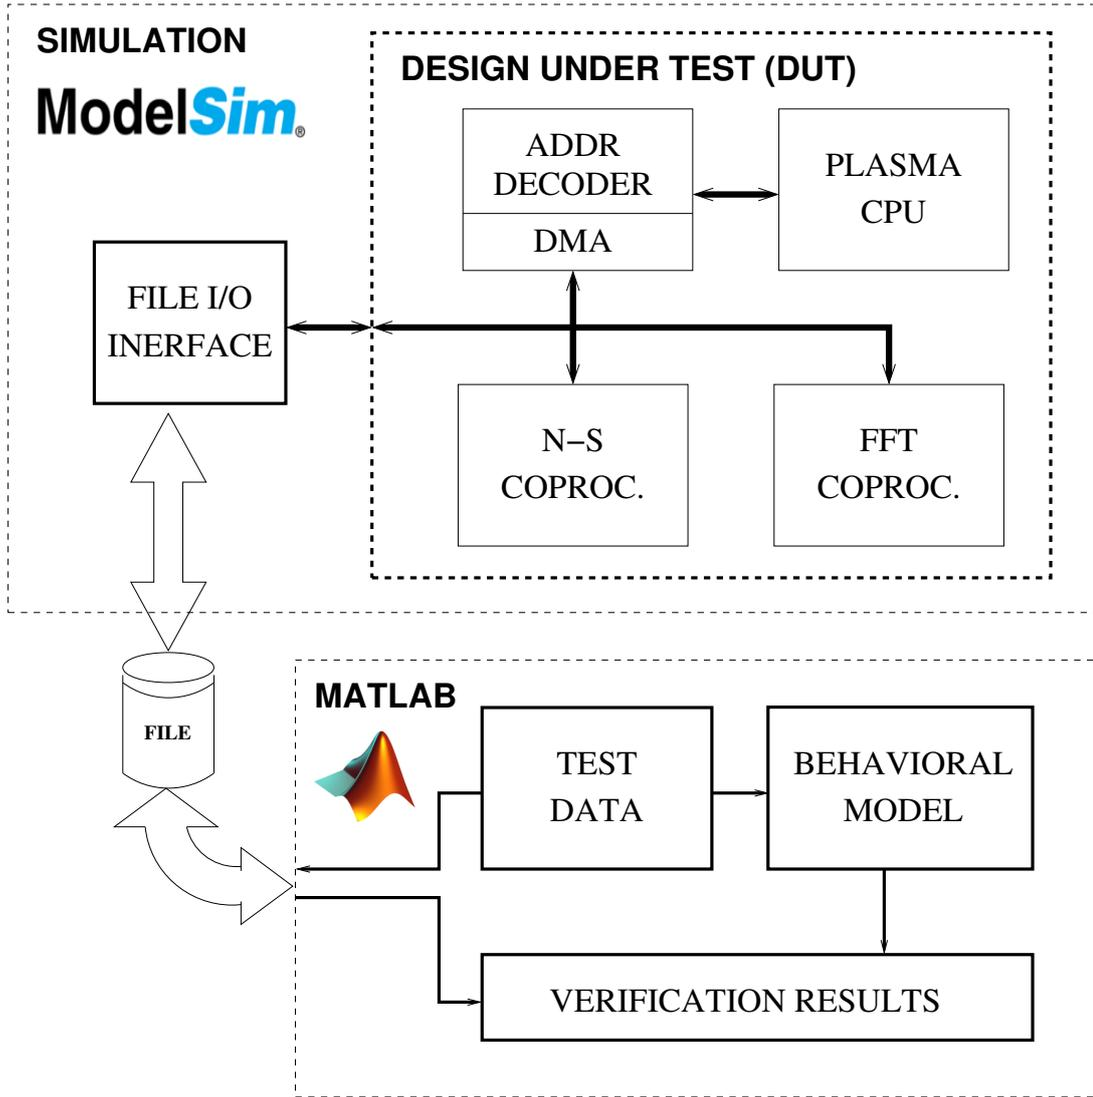 SIMULATION
ModelSim®
DESIGN UNDER TEST (DUT)
ADDR
DECODER
DMA
PLASMA
CPU
FILE I/O
INERFACE
N−S
COPROC.
FFT
COPROC.
FILE
MATLAB
TEST
DATA
BEHAVIORAL
MODEL
VERIFICATION RESULTS